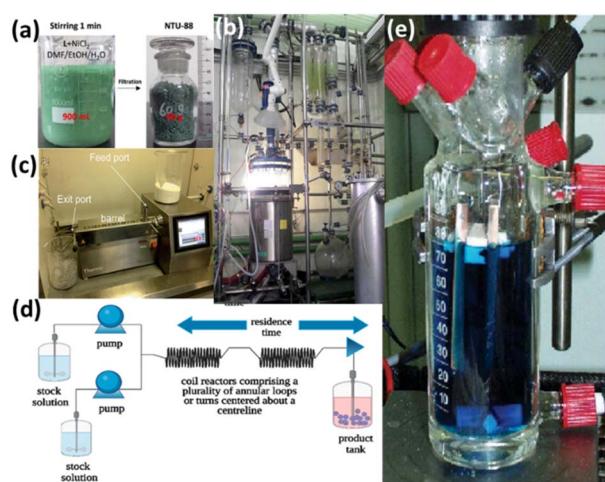 (a)
Stirring 1 min
NTU-88
L+NiCl₂
DMF/EtOH/H₂O
Filtration
900 mL
60 g
(b)
(c)
Feed port
Exit port
barrel
(d)
pump
residence
time
stock
solution
pump
coil reactors comprising a
plurality of annular loops
or turns centered about a
centreline
product
tank
stock
solution
(e)
80
70
60
50
40
30
20
10